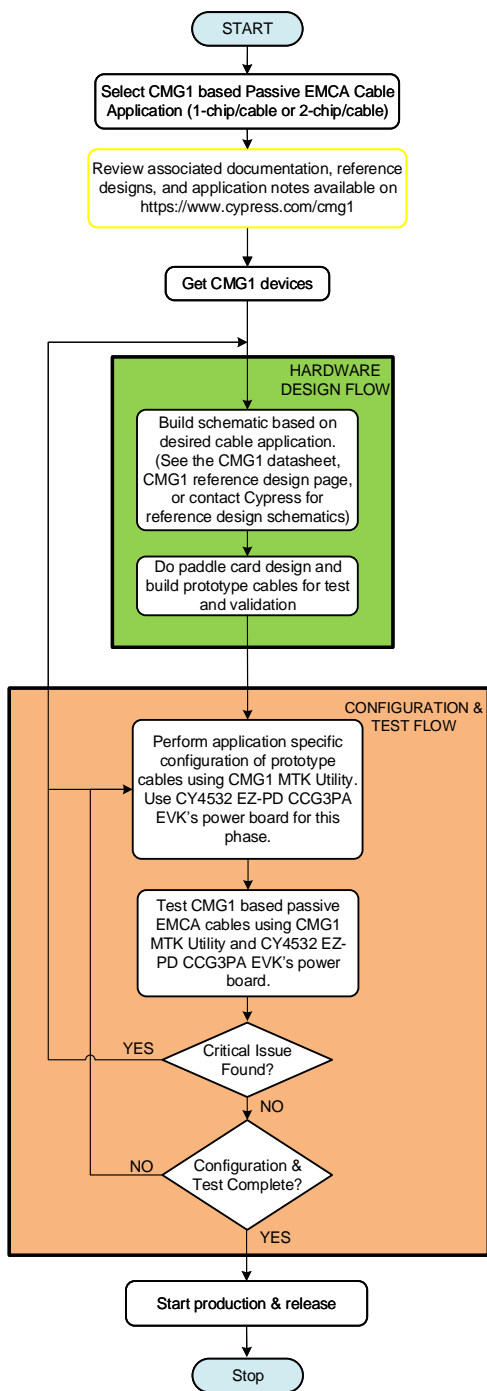 START
Select CMG1 based Passive EMCA Cable
Application (1-chip/cable or 2-chip/cable)
Review associated documentation, reference
designs, and application notes available on
https://www.cypress.com/cmg1
Get CMG1 devices
HARDWARE
DESIGN FLOW
Build schematic based on
desired cable application.
(See the CMG1 datasheet,
CMG1 reference design page,
or contact Cypress for
reference design schematics)
Do paddle card design and
build prototype cables for test
and validation
CONFIGURATION &
TEST FLOW
Perform application specific
configuration of prototype
cables using CMG1 MTK Utility.
Use CY4532 EZ-PD CCG3PA
EVK's power board for this
phase.
Test CMG1 based passive
EMCA cables using CMG1
MTK Utility and CY4532 EZ-
PD CCG3PA EVK's power
board.
YES
Critical Issue
Found?
NO
NO
Configuration &
Test Complete?
YES
Start production & release
Stop